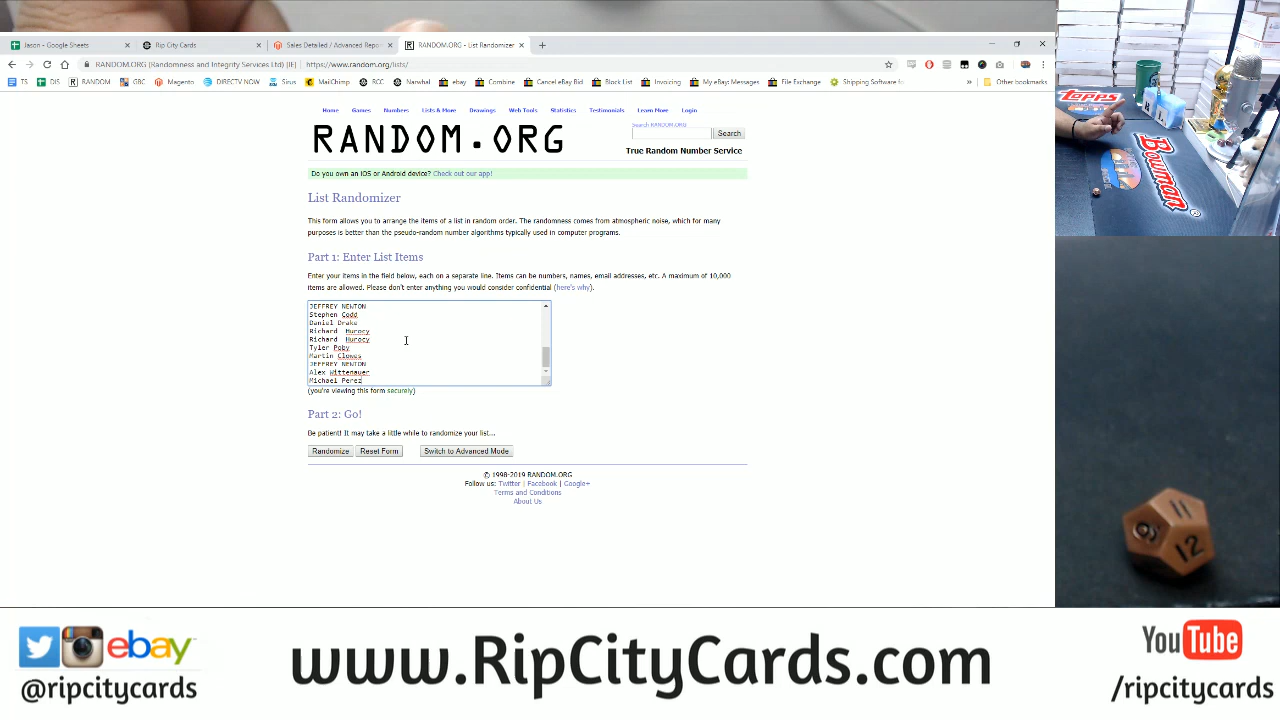 Jason - Google Sheets
Rip City Cards
Sales Detailed / Advanced Repo
RANDOM.ORG - List Randomizer
RANDOM.ORG (Randomness and Integrity Services Ltd) [IE]
https://www.random.org/lists/
TS DIS RANDOM GBC Magento DIRECTV NOW Sirius MailChimp BCC Narwhal ebay Combine Cancel eBay Bid Block List Invoicing My eBay: Messages File Exchange Shipping Software fo » Other bookmarks
Home Games Numbers Lists & More Drawings Web Tools Statistics Testimonials Learn More Login
RANDOM.ORG
Search RANDOM.ORG
Search
True Random Number Service
Do you own an iOS or Android device? Check out our app!
List Randomizer
This form allows you to arrange the items of a list in random order. The randomness comes from atmospheric noise, which for many
purposes is better than the pseudo-random number algorithms typically used in computer programs.
Part 1: Enter List Items
Enter your items in the field below, each on a separate line. Items can be numbers, names, email addresses, etc. A maximum of 10,000
items are allowed. Please don't enter anything you would consider confidential (here's why).
JEFFREY NEWTON
Stephen Codd
Daniel Drake
Richard Hurocy
Richard Hurocy
Tyler Poby
Martin Clowes
JEFFREY NEWTON
Alex Wittenauer
Michael Perez
(you're viewing this form securely)
Part 2: Go!
Be patient! It may take a little while to randomize your list...
Randomize Reset Form Switch to Advanced Mode
© 1998-2019 RANDOM.ORG
Follow us: Twitter | Facebook | Google+
Terms and Conditions
About Us
Topps
Bowman
11
9
12
ebay
@ripcitycards
www.RipCityCards.com
YouTube
/ripcitycards